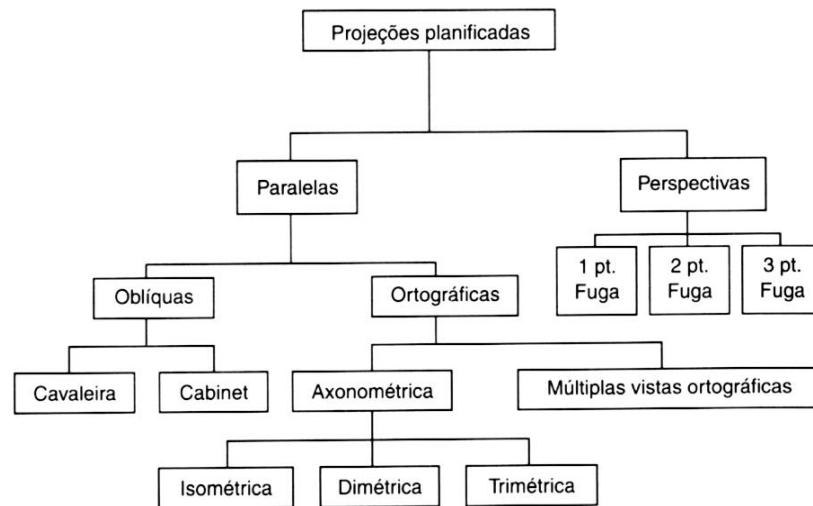 Projeções planificadas
Paralelas
Perspectivas
1 pt.
Fuga
2 pt.
Fuga
3 pt.
Fuga
Oblíquas
Ortográficas
Cavaleira
Cabinet
Axonométrica
Múltiplas vistas ortográficas
Isométrica
Dimétrica
Trimétrica